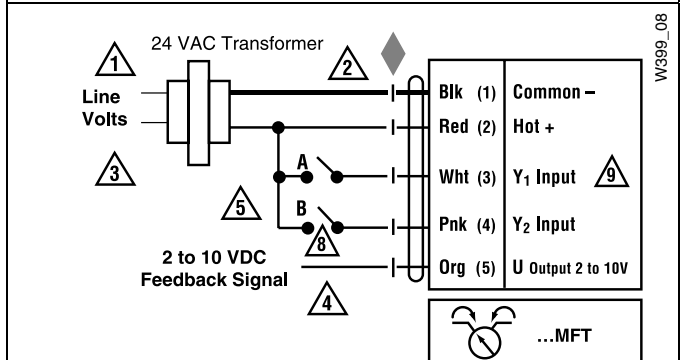 W399_08
24 VAC Transformer
1
2
Line
Volts
3
Blk (1) Common –
Red (2) Hot +
A
Wht (3) Y₁ Input
9
5
B
Pnk (4) Y₂ Input
8
2 to 10 VDC
Feedback Signal
Org (5) U Output 2 to 10V
4
...MFT